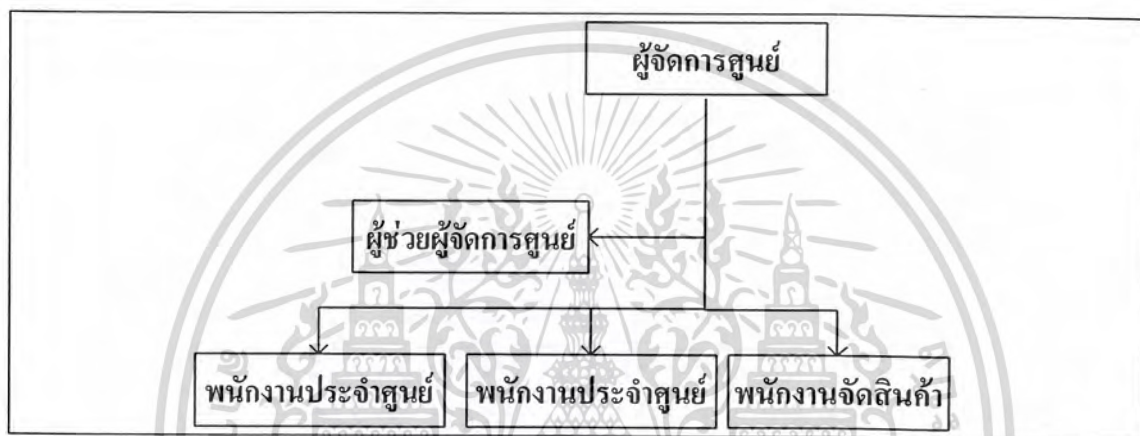 ผู้จัดการศูนย์
ผู้ช่วยผู้จัดการศูนย์
พนักงานประจำศูนย์
พนักงานประจำศูนย์
พนักงานจัดสินค้า